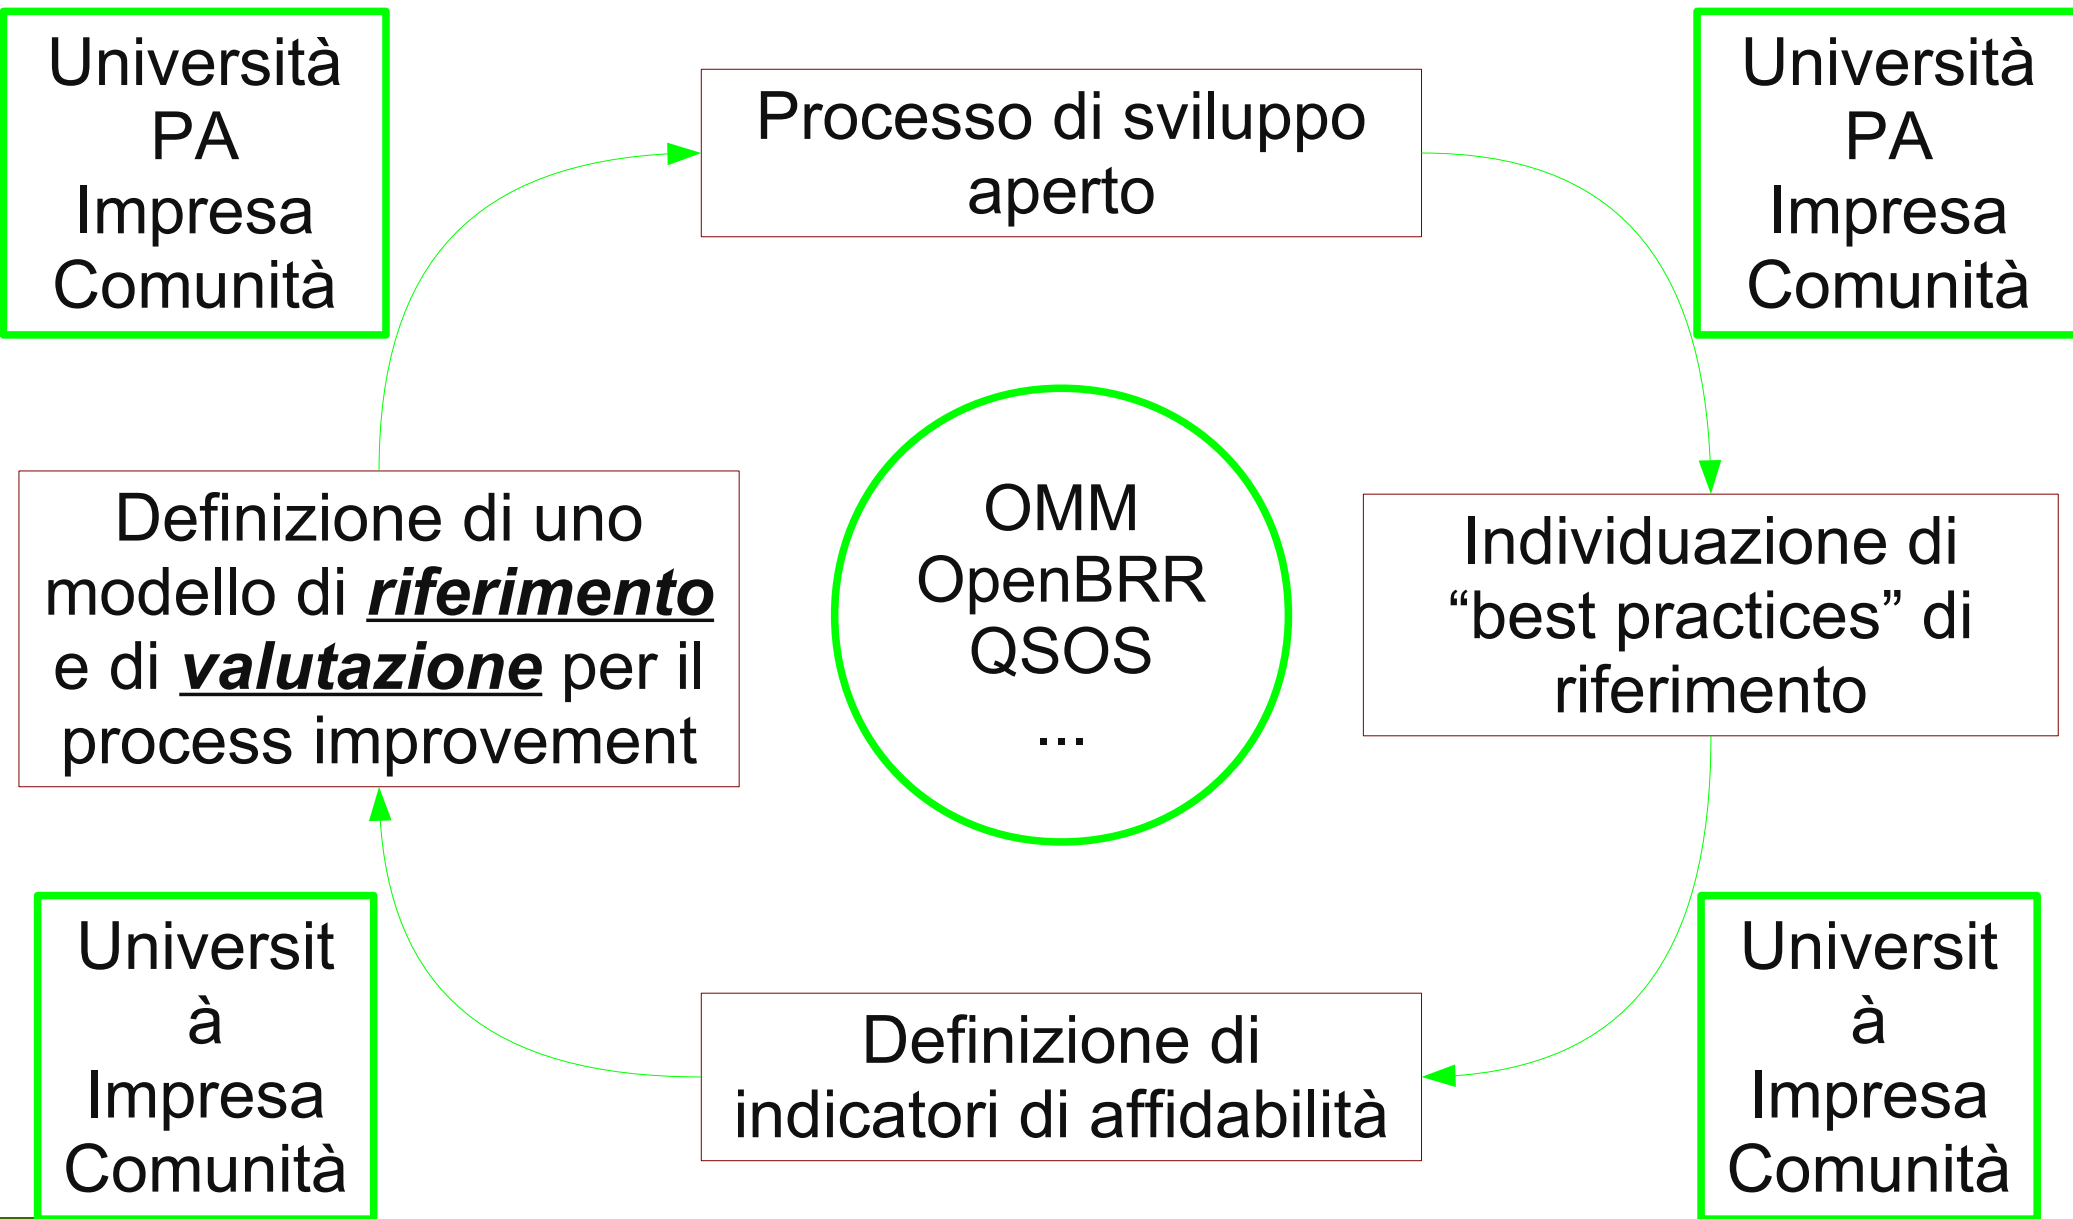 Università
PA
Impresa
Comunità
Processo di sviluppo
aperto
Università
PA
Impresa
Comunità
Definizione di uno
modello di riferimento
e di valutazione per il
process improvement
OMM
OpenBRR
QSOS
...
Individuazione di
“best practices” di
riferimento
Universit
à
Impresa
Comunità
Definizione di
indicatori di affidabilità
Universit
à
Impresa
Comunità